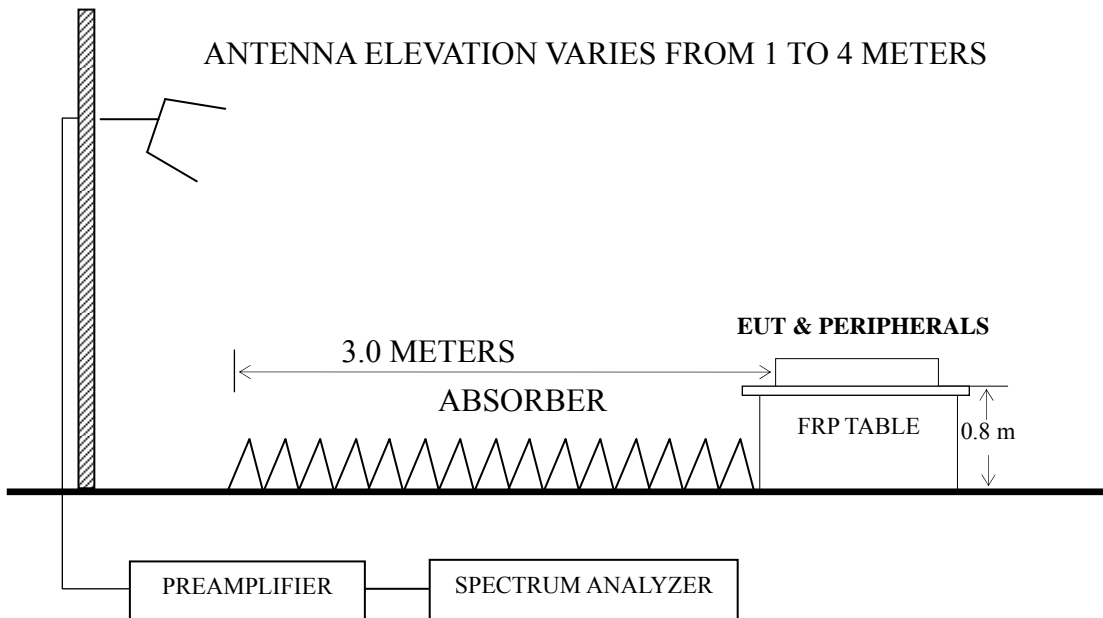 ANTENNA ELEVATION VARIES FROM 1 TO 4 METERS
EUT & PERIPHERALS
3.0 METERS
ABSORBER
FRP TABLE
0.8 m
PREAMPLIFIER
SPECTRUM ANALYZER